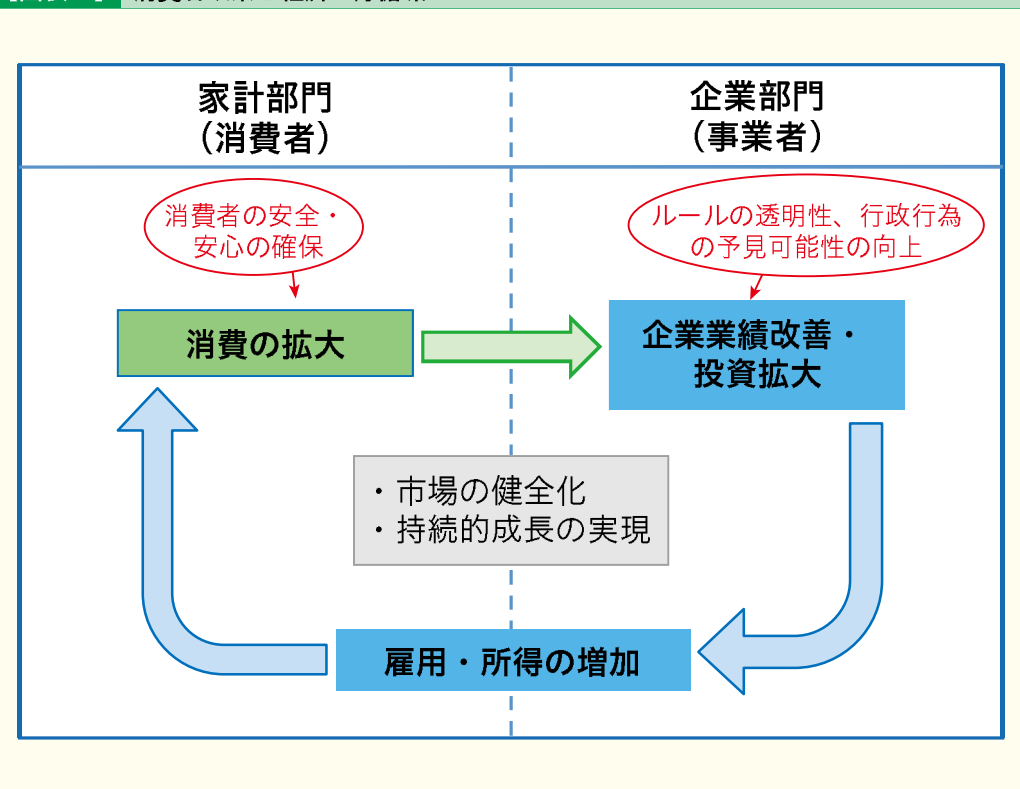 家計部門
（消費者）
企業部門
（事業者）
消費者の安全・
安心の確保
ルールの透明性、行政行為
の予見可能性の向上
消費の拡大
企業業績改善・
投資拡大
・市場の健全化
・持続的成長の実現
雇用・所得の増加